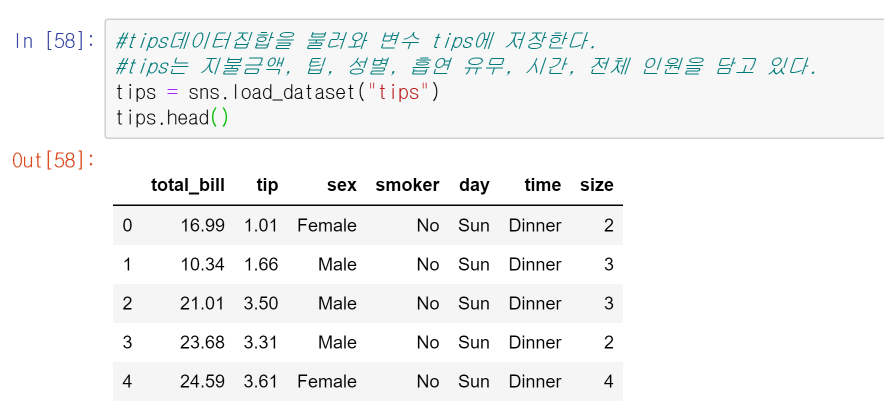 In [58]:
#tips데이터집합을 불러와 변수 tips에 저장한다.
#tips는 지불금액, 팁, 성별, 흡연 유무, 시간, 전체 인원을 담고 있다.
tips = sns.load_dataset("tips")
tips.head()
Out[58]:
total_bill tip sex smoker day time size
0 16.99 1.01 Female No Sun Dinner 2
1 10.34 1.66 Male No Sun Dinner 3
2 21.01 3.50 Male No Sun Dinner 3
3 23.68 3.31 Male No Sun Dinner 2
4 24.59 3.61 Female No Sun Dinner 4